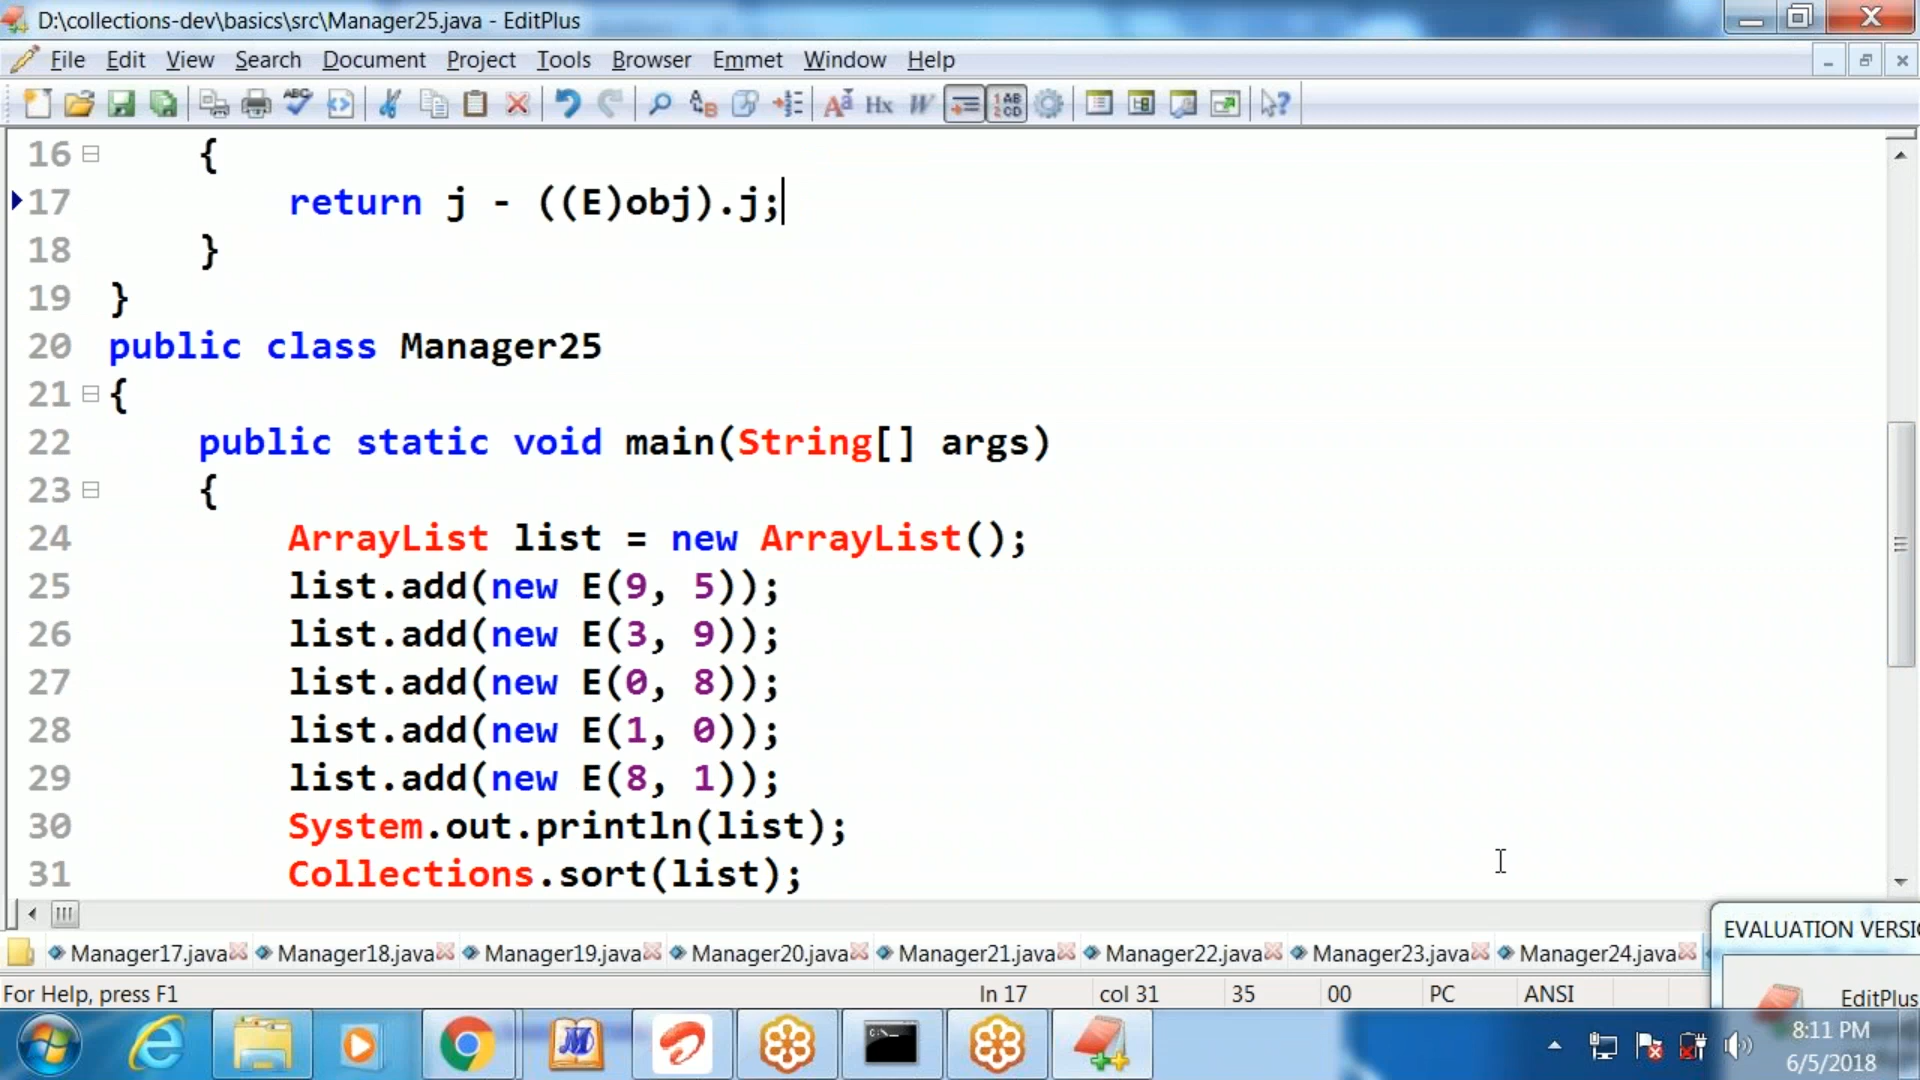 D:\collections-dev\basics\src\Manager25.java - EditPlus
File Edit View Search Document Project Tools Browser Emmet Window Help
16 {
17 return j - ((E)obj).j;
18 }
19 }
20 public class Manager25
21 {
22 public static void main(String[] args)
23 {
24 ArrayList list = new ArrayList();
25 list.add(new E(9, 5));
26 list.add(new E(3, 9));
27 list.add(new E(0, 8));
28 list.add(new E(1, 0));
29 list.add(new E(8, 1));
30 System.out.println(list);
31 Collections.sort(list);
EVALUATION VERSI
Manager17.java Manager18.java Manager19.java Manager20.java Manager21.java Manager22.java Manager23.java Manager24.java
For Help, press F1 ln 17 col 31 35 00 PC ANSI
EditPlus
8:11 PM
6/5/2018